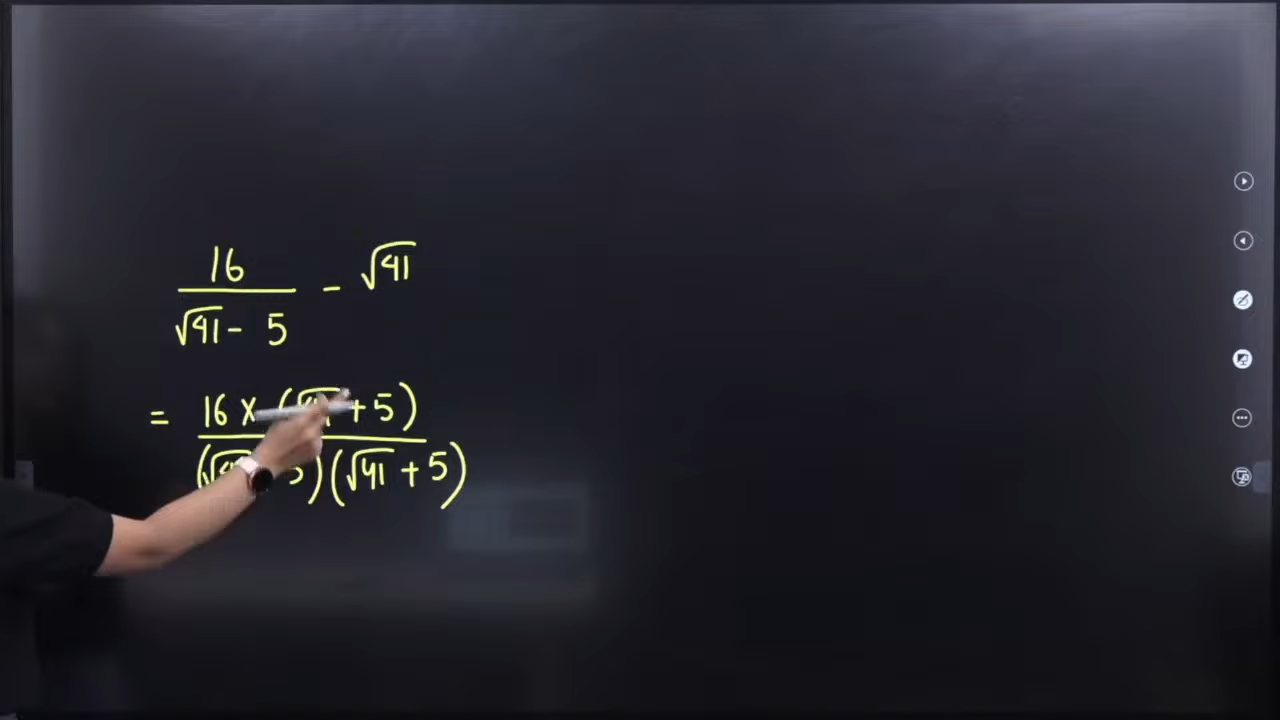 16
√41 - 5 - √41
= 16 × ( + 5)
( 5)(√41 + 5)